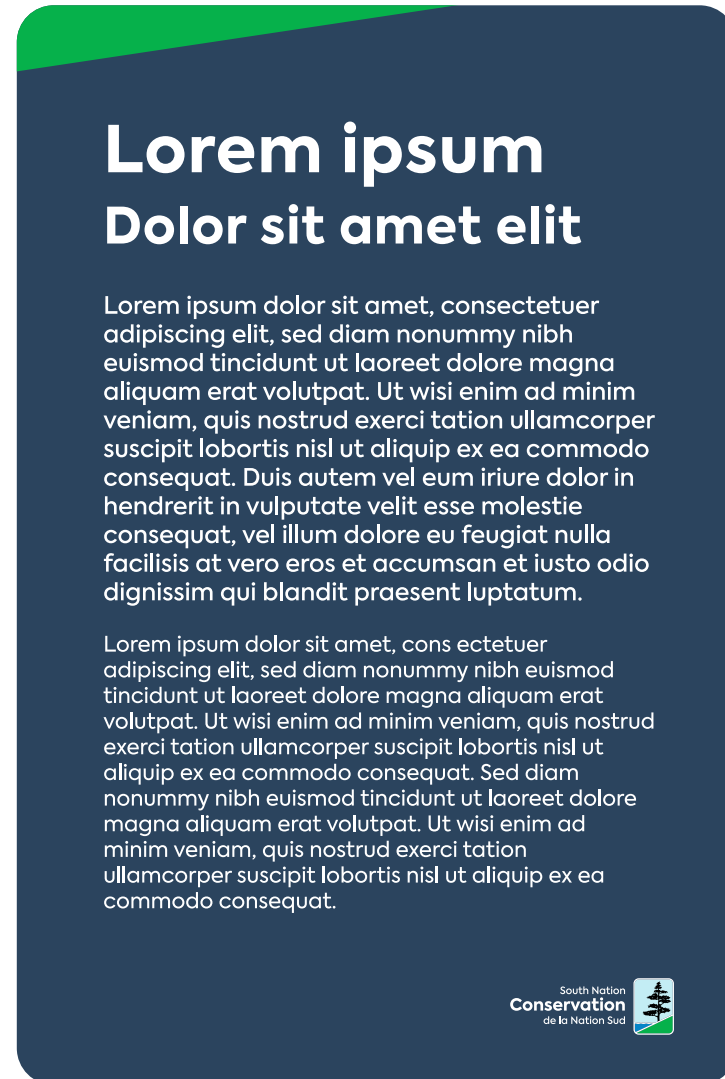 Lorem ipsum
Dolor sit amet elit
Lorem ipsum dolor sit amet, consectetuer
adipiscing elit, sed diam nonummy nibh
euismod tincidunt ut laoreet dolore magna
aliquam erat volutpat. Ut wisi enim ad minim
veniam, quis nostrud exerci tation ullamcorper
suscipit lobortis nisl ut aliquip ex ea commodo
consequat. Duis autem vel eum iriure dolor in
hendrerit in vulputate velit esse molestie
consequat, vel illum dolore eu feugiat nulla
facilisis at vero eros et accumsan et iusto odio
dignissim qui blandit praesent luptatum.
Lorem ipsum dolor sit amet, cons ectetuer
adipiscing elit, sed diam nonummy nibh euismod
tincidunt ut laoreet dolore magna aliquam erat
volutpat. Ut wisi enim ad minim veniam, quis nostrud
exerci tation ullamcorper suscipit lobortis nisl ut
aliquip ex ea commodo consequat. Sed diam
nonummy nibh euismod tincidunt ut laoreet dolore
magna aliquam erat volutpat. Ut wisi enim ad
minim veniam, quis nostrud exerci tation
ullamcorper suscipit lobortis nisl ut aliquip ex ea
commodo consequat.
South Nation
Conservation
de la Nation Sud